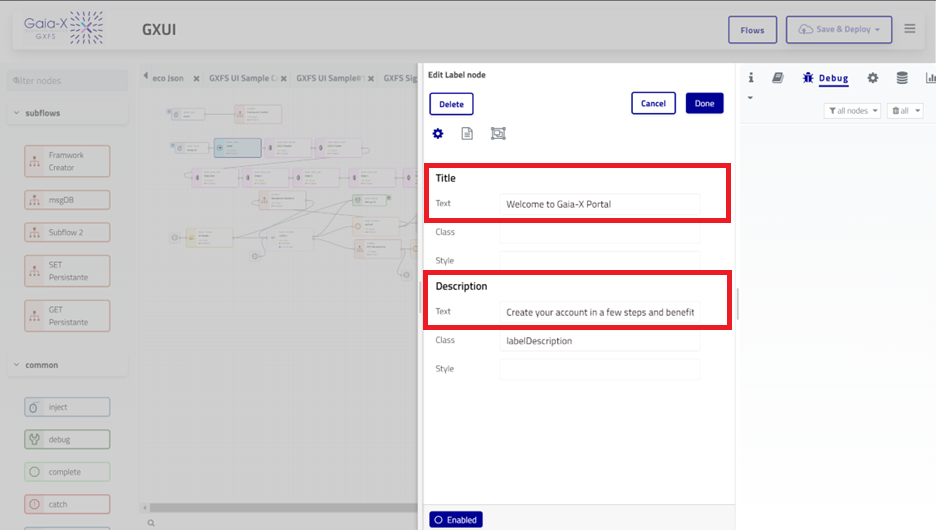 Gaia-X
GXFS
GXUI
Flows
Save & Deploy
filter nodes
subflows
Framwork
Creator
msgDB
Subflow 2
SET
Persistante
GET
Persistante
common
inject
debug
complete
catch
eco Json
GXFS UI Sample C
GXFS UI Sample
GXFS Sig
Edit Label node
Delete
Cancel
Done
Title
Text
Welcome to Gaia-X Portal
Class
Style
Description
Text
Create your account in a few steps and benefit
Class
labelDescription
Style
Enabled
i
Debug
all nodes
all